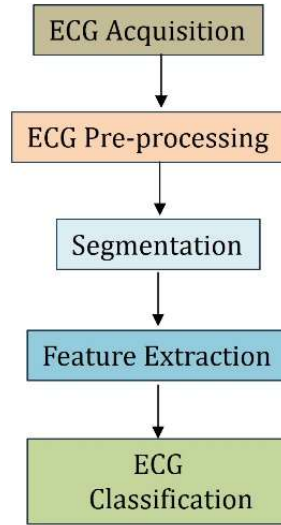 ECG Acquisition
ECG Pre-processing
Segmentation
Feature Extraction
ECG
Classification